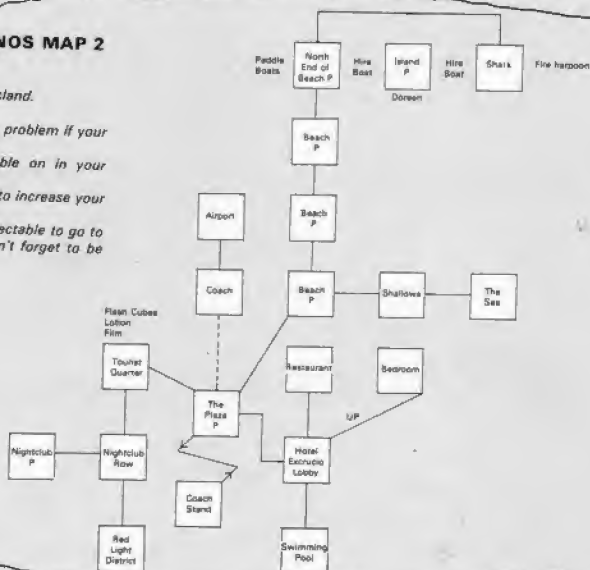 NOS MAP 2
sland.
problem if your
ble on in your
to increase your
ectable to go to
n't forget to be
Paddle
Boats
North
End of
Beach P
Hire
Boat
Island
P
Doreen
Hire
Boat
Shark
Fire harpoon
Beach
P
Airport
Beach
P
Coach
Beach
P
Shallows
The
Sea
Flash Cubes
Lotion
Film
Tourist
Quarter
The
Plaza
P
Restaurant
Bedroom
UP
Nightclub
P
Nightclub
Row
Hotel
Excrucio
Lobby
Coach
Stand
Red
Light
District
Swimming
Pool